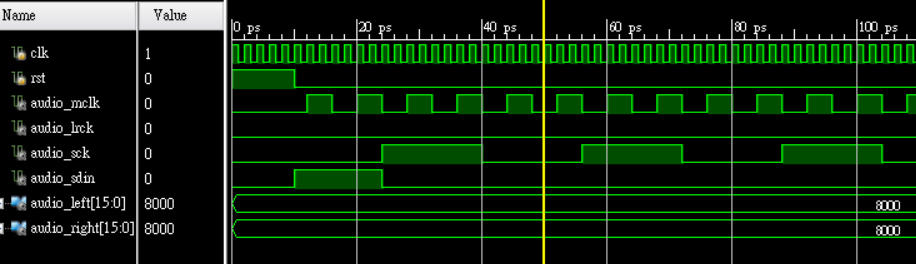 Name Value 0 ps 20 ps 40 ps 60 ps 80 ps 100 ps
clk 1
rst 0
audio_mclk 0
audio_lrck 0
audio_sck 0
audio_sdin 0
audio_left[15:0] 8000 8000
audio_right[15:0] 8000 8000